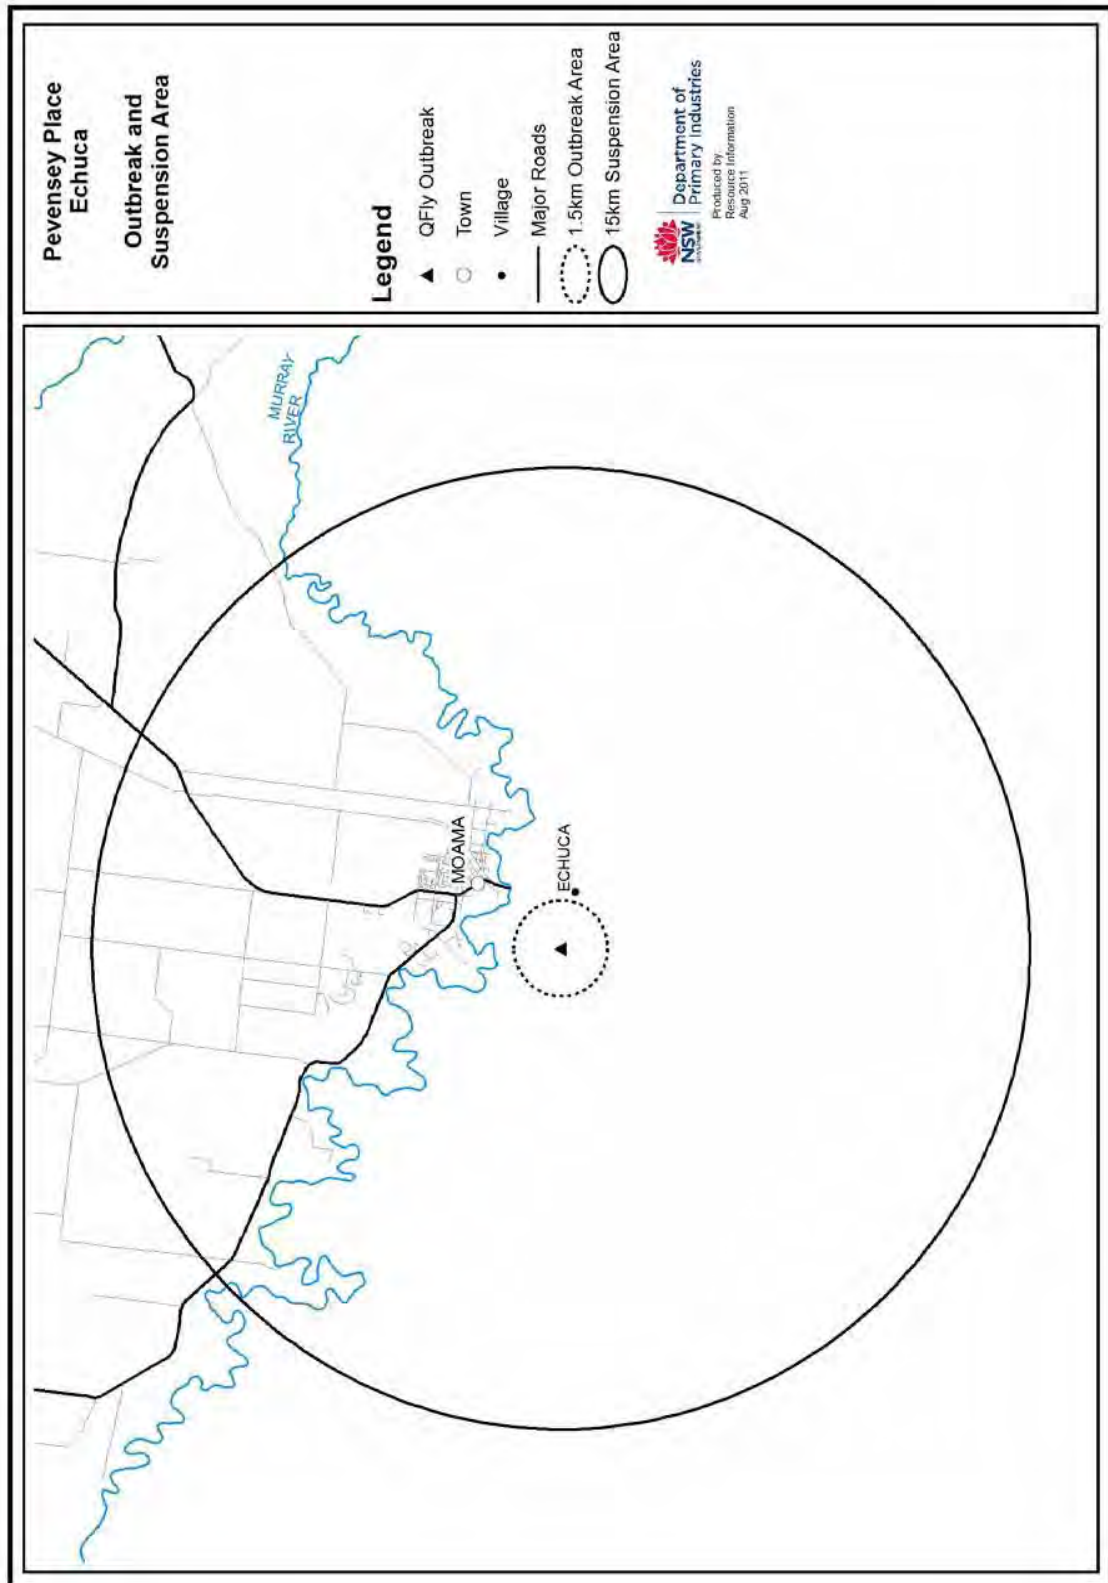 Pevensey Place
Echuca
Outbreak and
Suspension Area
Legend
QFly Outbreak
Town
Village
Major Roads
1.5km Outbreak Area
15km Suspension Area
NSW
Department of
Primary Industries
Produced by
Resource Information
Aug 2011
MURRAY
RIVER
MOAMA
ECHUCA